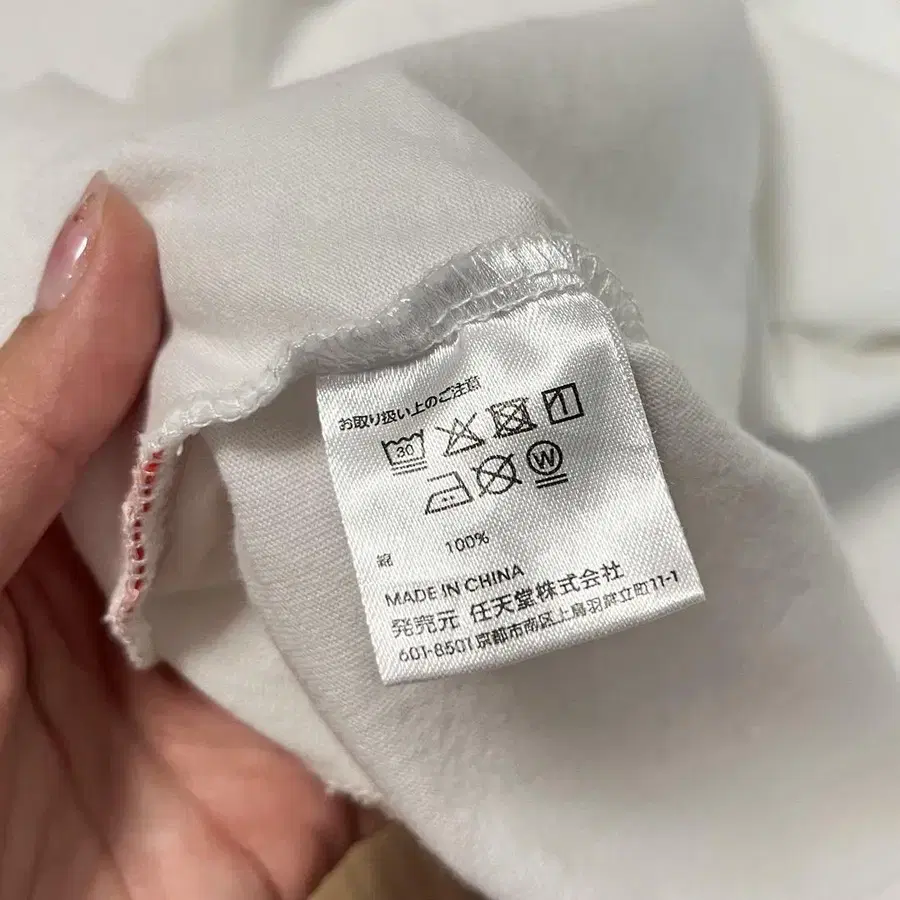 お取り扱い上のご注意
30
W
綿 100%
MADE IN CHINA
発売元 任天堂株式会社
601-8501 京都市南区上鳥羽鉾立町11-1